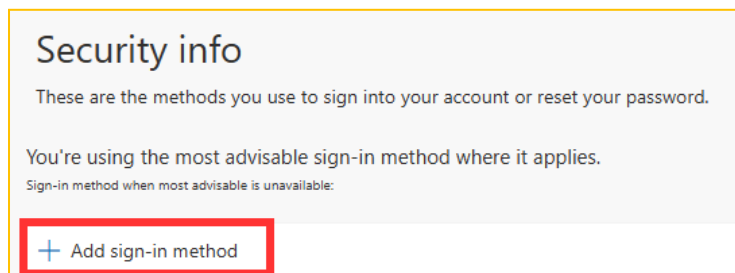 Security info
These are the methods you use to sign into your account or reset your password.
You're using the most advisable sign-in method where it applies.
Sign-in method when most advisable is unavailable:
+ Add sign-in method